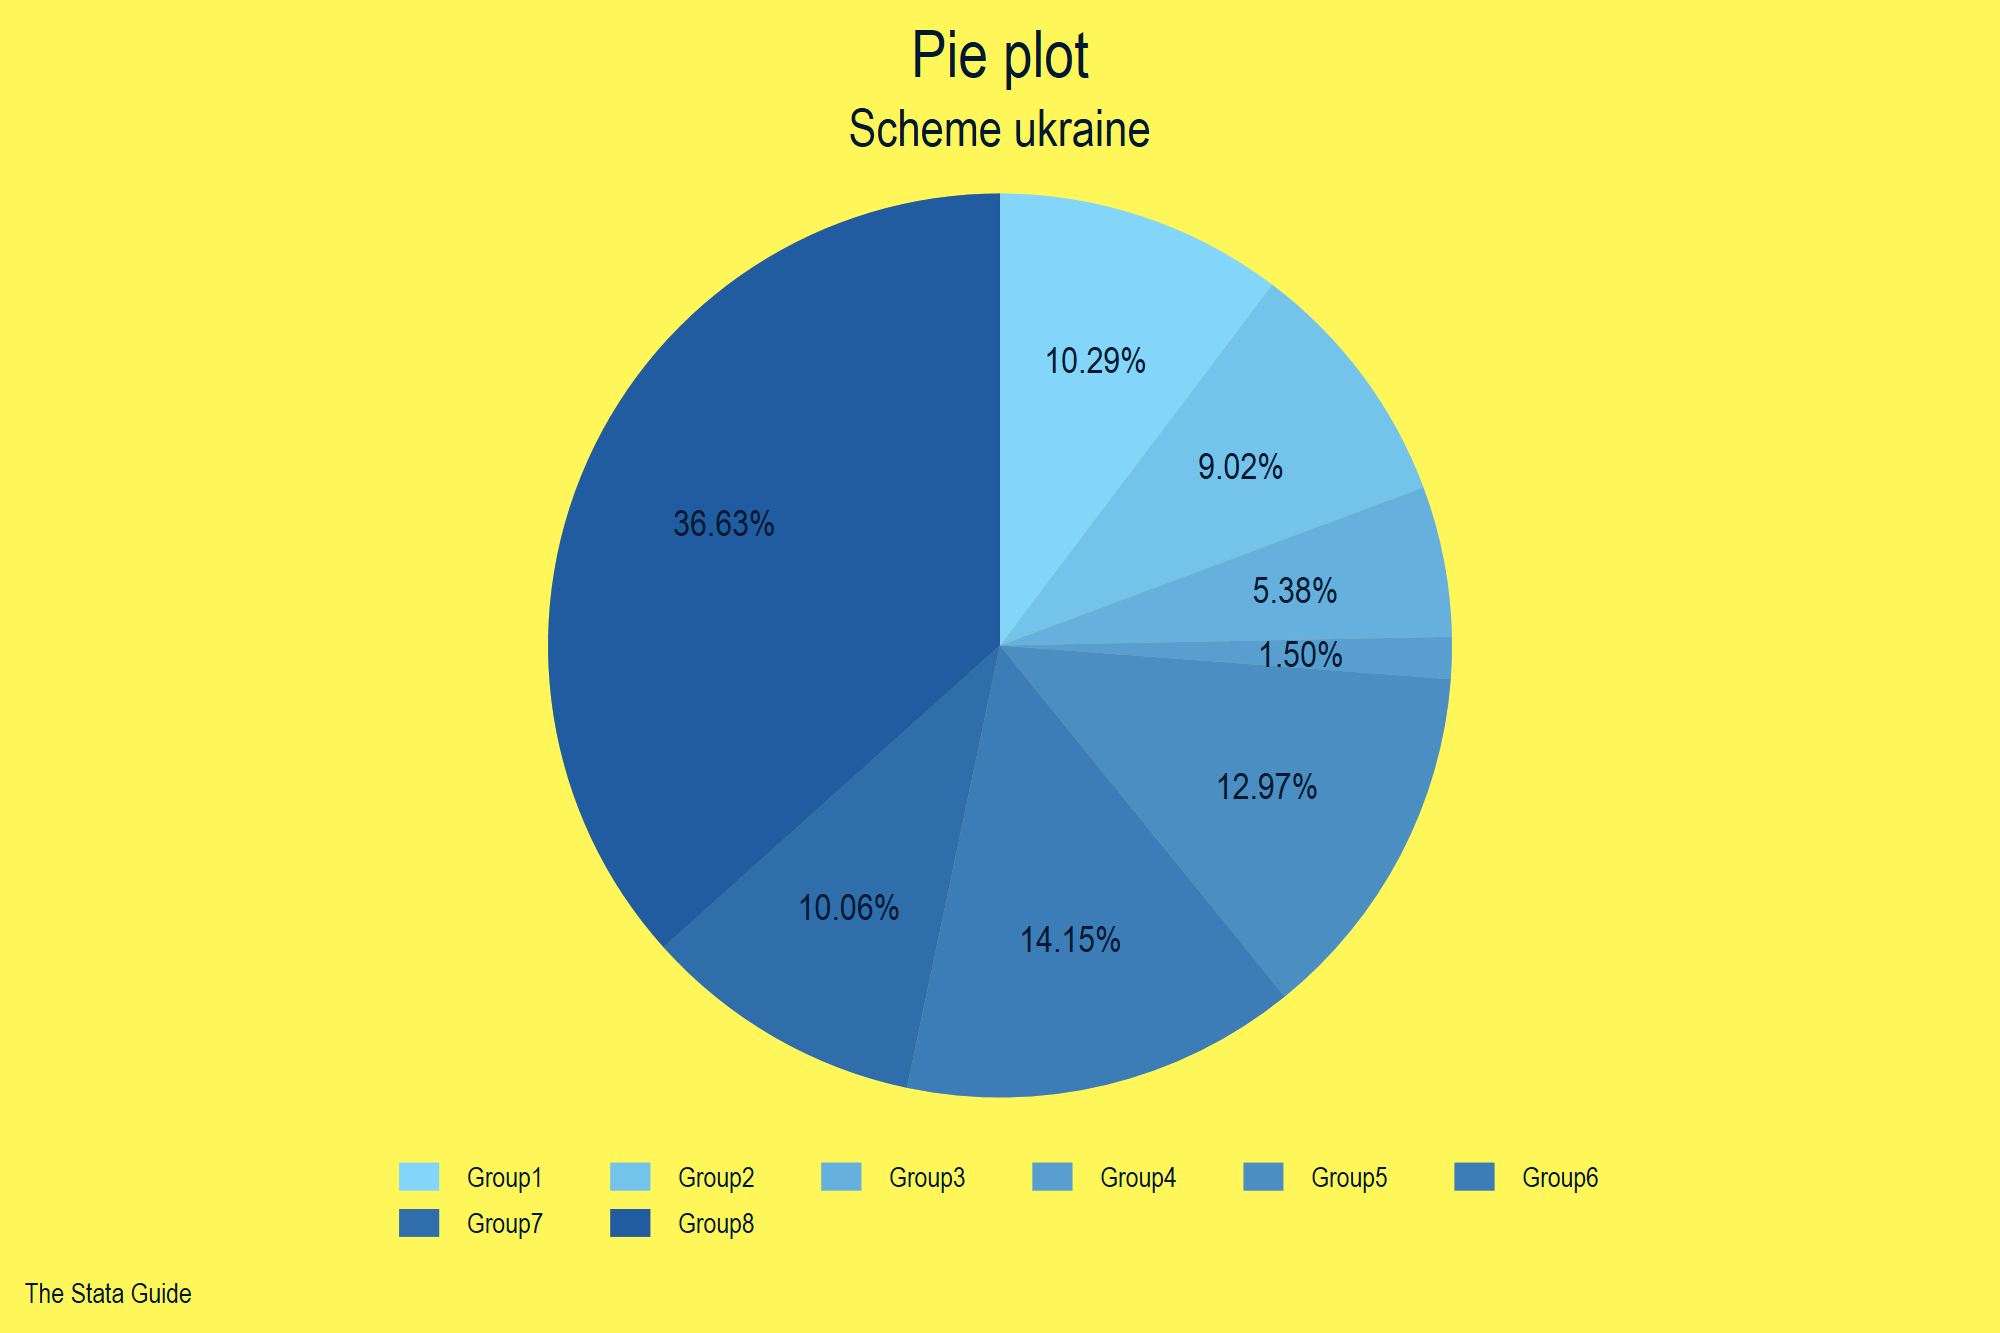 Pie plot
Scheme ukraine
10.29%
9.02%
5.38%
1.50%
12.97%
14.15%
10.06%
36.63%
Group1 Group2 Group3 Group4 Group5 Group6
Group7 Group8
The Stata Guide